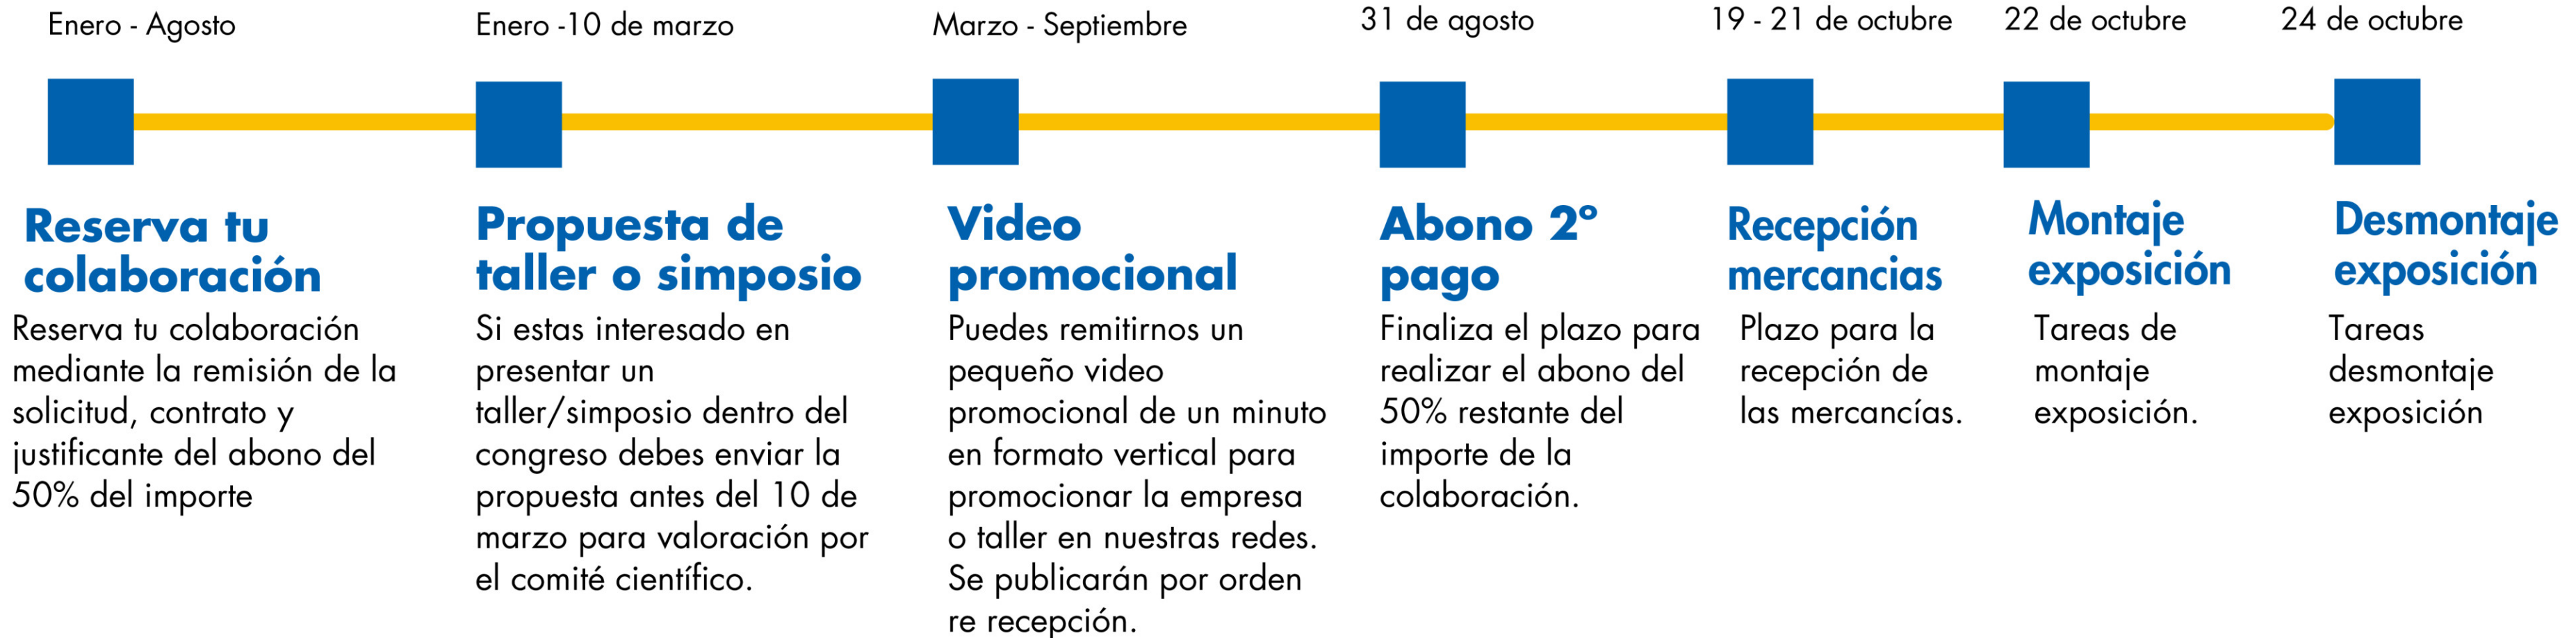 Enero - Agosto
Enero -10 de marzo
Marzo - Septiembre
31 de agosto
19 - 21 de octubre
22 de octubre
24 de octubre
Reserva tu
colaboración
Reserva tu colaboración
mediante la remisión de la
solicitud, contrato y
justificante del abono del
50% del importe
Propuesta de
taller o simposio
Si estas interesado en
presentar un
taller/simposio dentro del
congreso debes enviar la
propuesta antes del 10 de
marzo para valoración por
el comité científico.
Video
promocional
Puedes remitirnos un
pequeño video
promocional de un minuto
en formato vertical para
promocionar la empresa
o taller en nuestras redes.
Se publicarán por orden
re recepción.
Abono 2º
pago
Finaliza el plazo para
realizar el abono del
50% restante del
importe de la
colaboración.
Recepción
mercancias
Plazo para la
recepción de
las mercancías.
Montaje
exposición
Tareas de
montaje
exposición.
Desmontaje
exposición
Tareas
desmontaje
exposición